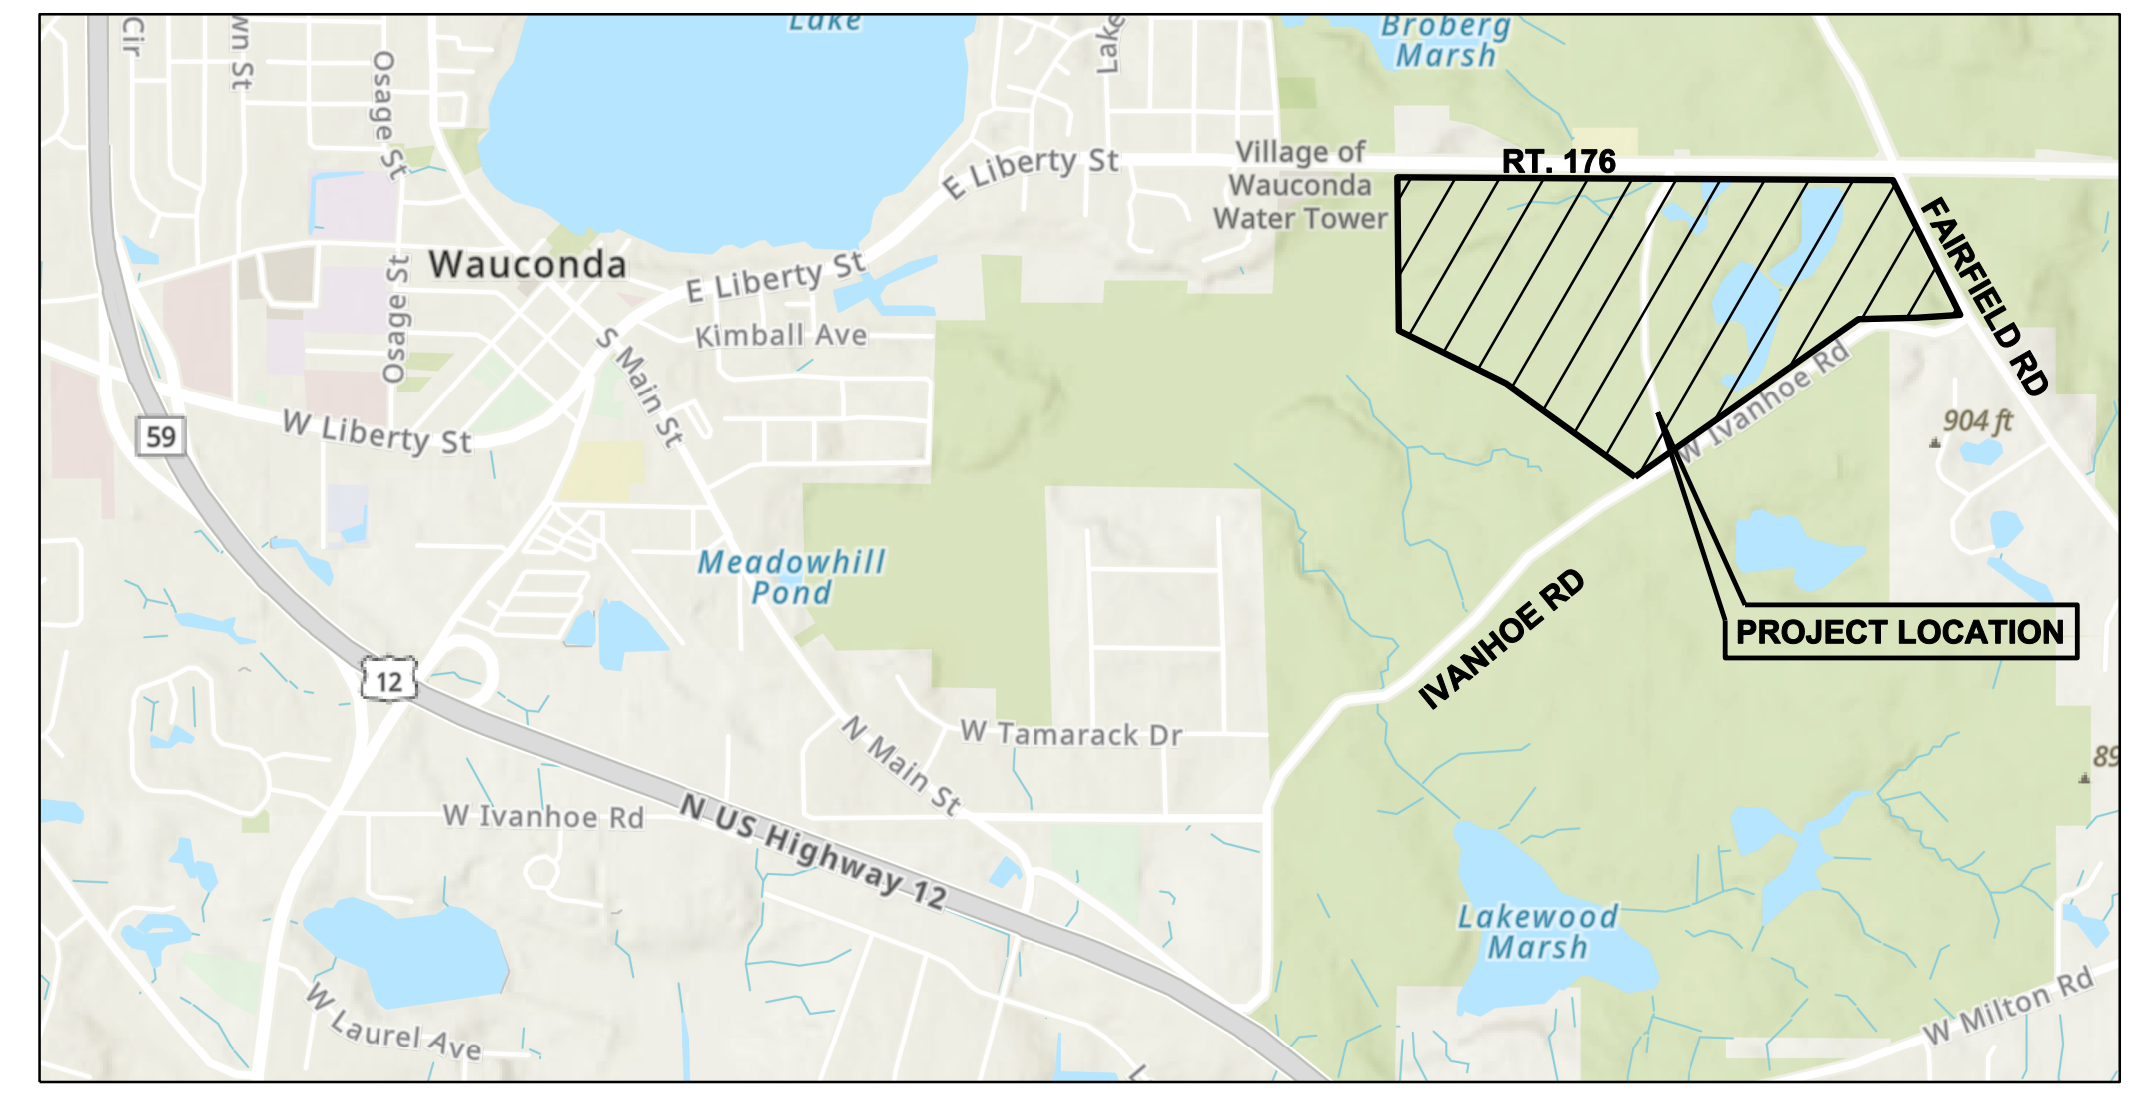 Lake
Cir
wn St
Osage St
Lake
Broberg
Marsh
Village of
Wauconda
Water Tower
RT. 176
E Liberty St
FAIRFIELD RD
Wauconda
Osage St
E Liberty St
Kimball Ave
S Main St
W Ivanhoe Rd
904 ft
59
W Liberty St
Meadowhill
Pond
IVANHOE RD
PROJECT LOCATION
12
N Main St
W Tamarack Dr
89
W Ivanhoe Rd
N US Highway 12
Lakewood
Marsh
W Laurel Ave
W Milton Rd
L